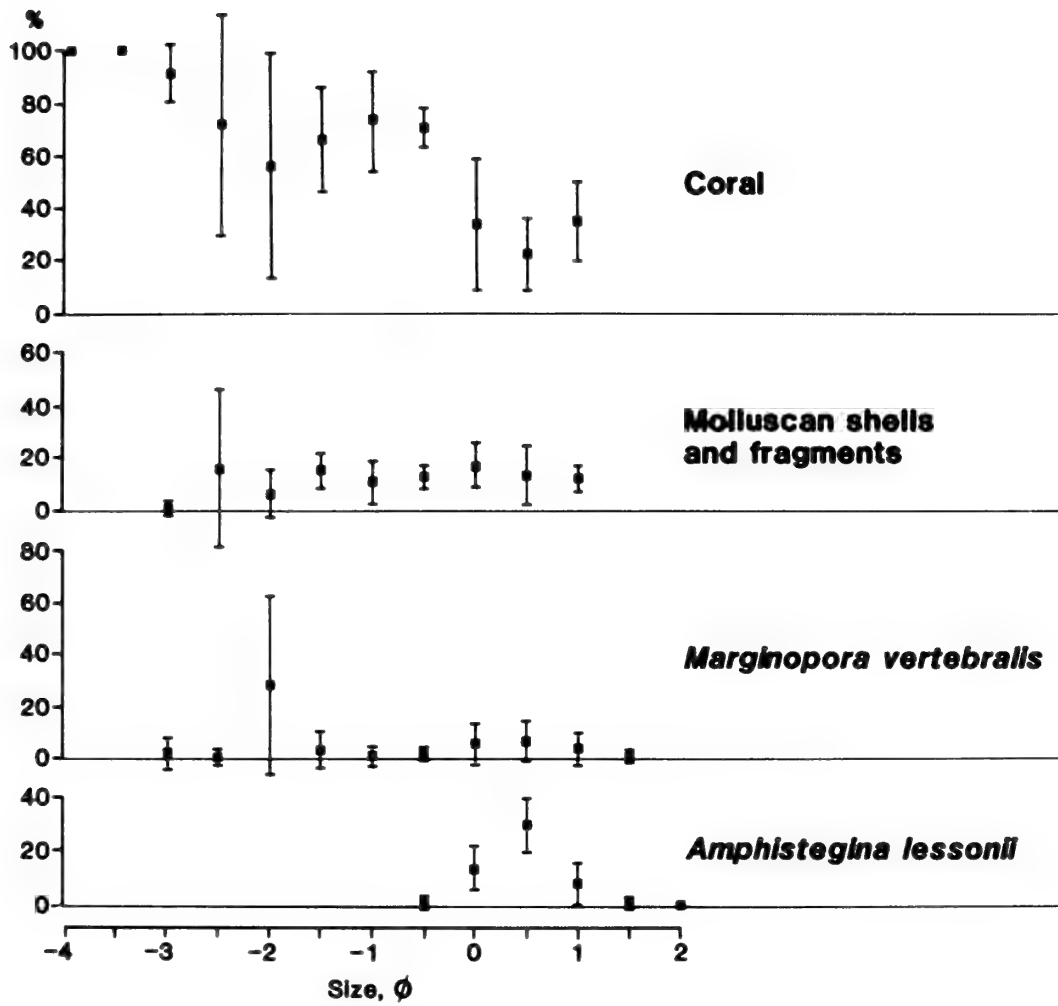 %
100
80
60
40
20
0
Coral
60
40
20
0
Molluscan shells
and fragments
80
60
40
20
0
Marginopora vertebralis
40
20
0
Amphistegina lessonii
-4 -3 -2 -1 0 1 2
Size, ϕ